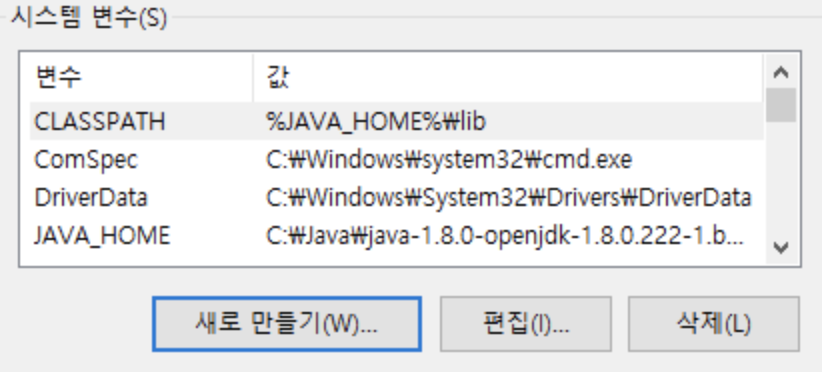 시스템 변수(S)
변수 값
CLASSPATH %JAVA_HOME%₩lib
ComSpec C:₩Windows₩system32₩cmd.exe
DriverData C:₩Windows₩System32₩Drivers₩DriverData
JAVA_HOME C:₩Java₩java-1.8.0-openjdk-1.8.0.222-1.b...
새로 만들기(W)... 편집(I)... 삭제(L)